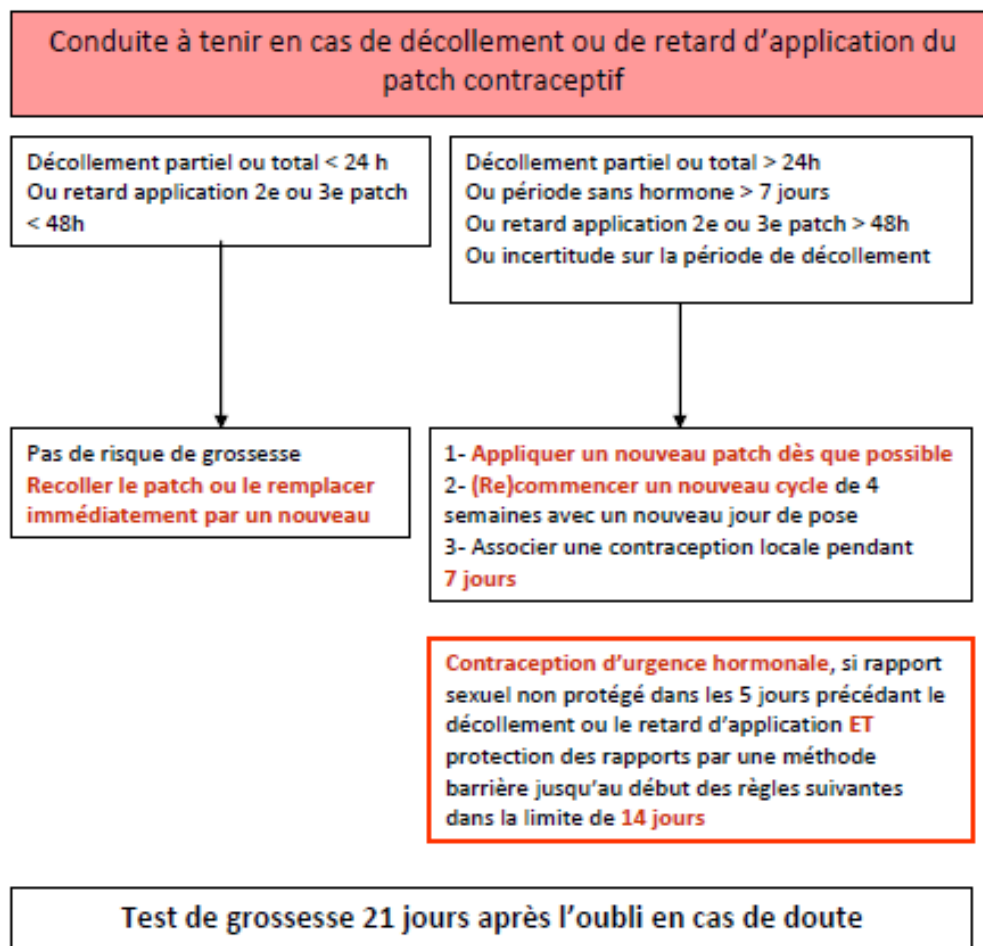 Conduite à tenir en cas de décollement ou de retard d'application du
patch contraceptif
Décollement partiel ou total < 24 h
Ou retard application 2e ou 3e patch
< 48h
Décollement partiel ou total > 24h
Ou période sans hormone > 7 jours
Ou retard application 2e ou 3e patch > 48h
Ou incertitude sur la période de décollement
Pas de risque de grossesse
Recoller le patch ou le remplacer
immédiatement par un nouveau
1- Appliquer un nouveau patch dès que possible
2- (Re)commencer un nouveau cycle de 4
semaines avec un nouveau jour de pose
3- Associer une contraception locale pendant
7 jours
Contraception d'urgence hormonale, si rapport
sexuel non protégé dans les 5 jours précédant le
décollement ou le retard d'application ET
protection des rapports par une méthode
barrière jusqu'au début des règles suivantes
dans la limite de 14 jours
Test de grossesse 21 jours après l'oubli en cas de doute